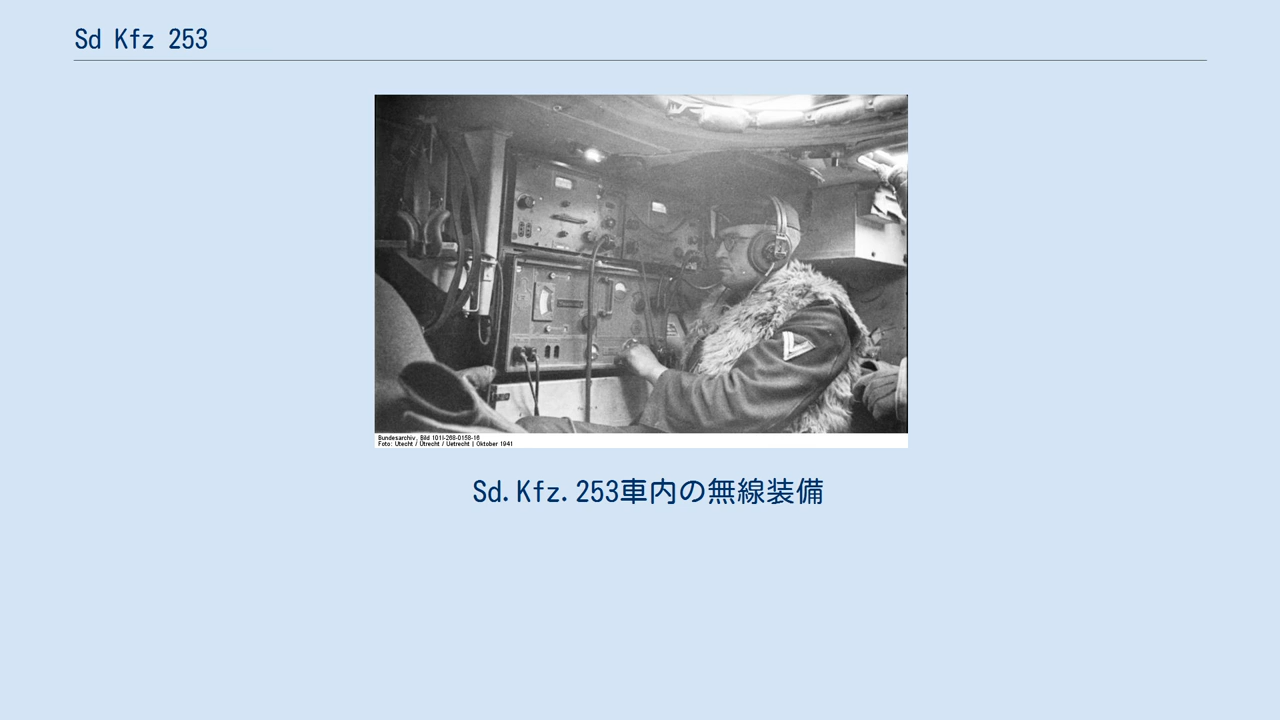 Sd Kfz 253
Bundesarchiv, Bild 101I-268-0158-16
Foto: Utecht / Ütrecht / Uetrecht | Oktober 1941
Sd.Kfz.253車内の無線装備